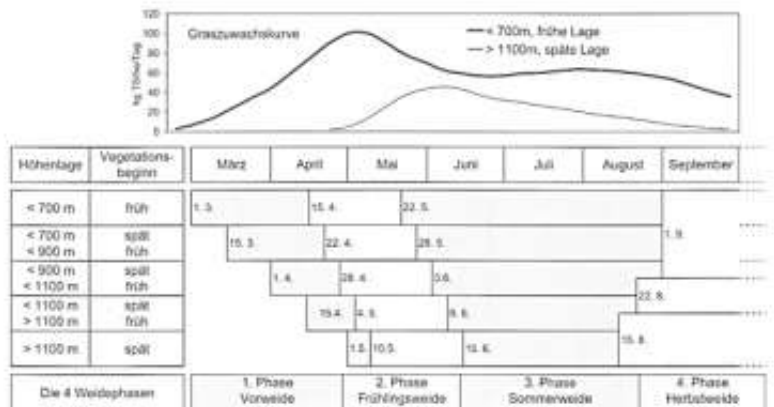 120
100
80
60
40
20
0
kg TS/ha/Tag
Graszuwachskurve
< 700m, frühe Lage
> 1100m, späte Lage
Höhenlage Vegetations-beginn März April Mai Juni Juli August September
< 700 m früh 1. 3. 15. 4. 22. 5.
< 700 m spät
< 900 m früh
15. 3. 22. 4. 28. 5. 1. 9.
< 900 m spät
< 1100 m früh
1. 4. 28. 4. 3.6.
< 1100 m spät
> 1100 m früh
15.4. 4. 5. 22. 8.
> 1100 m spät 1.5. 10.5. 15. 8.
Die 4 Weidephasen
1. Phase
Vorweide
2. Phase
Frühlingsweide
3. Phase
Sommerweide
4. Phase
Herbstweide